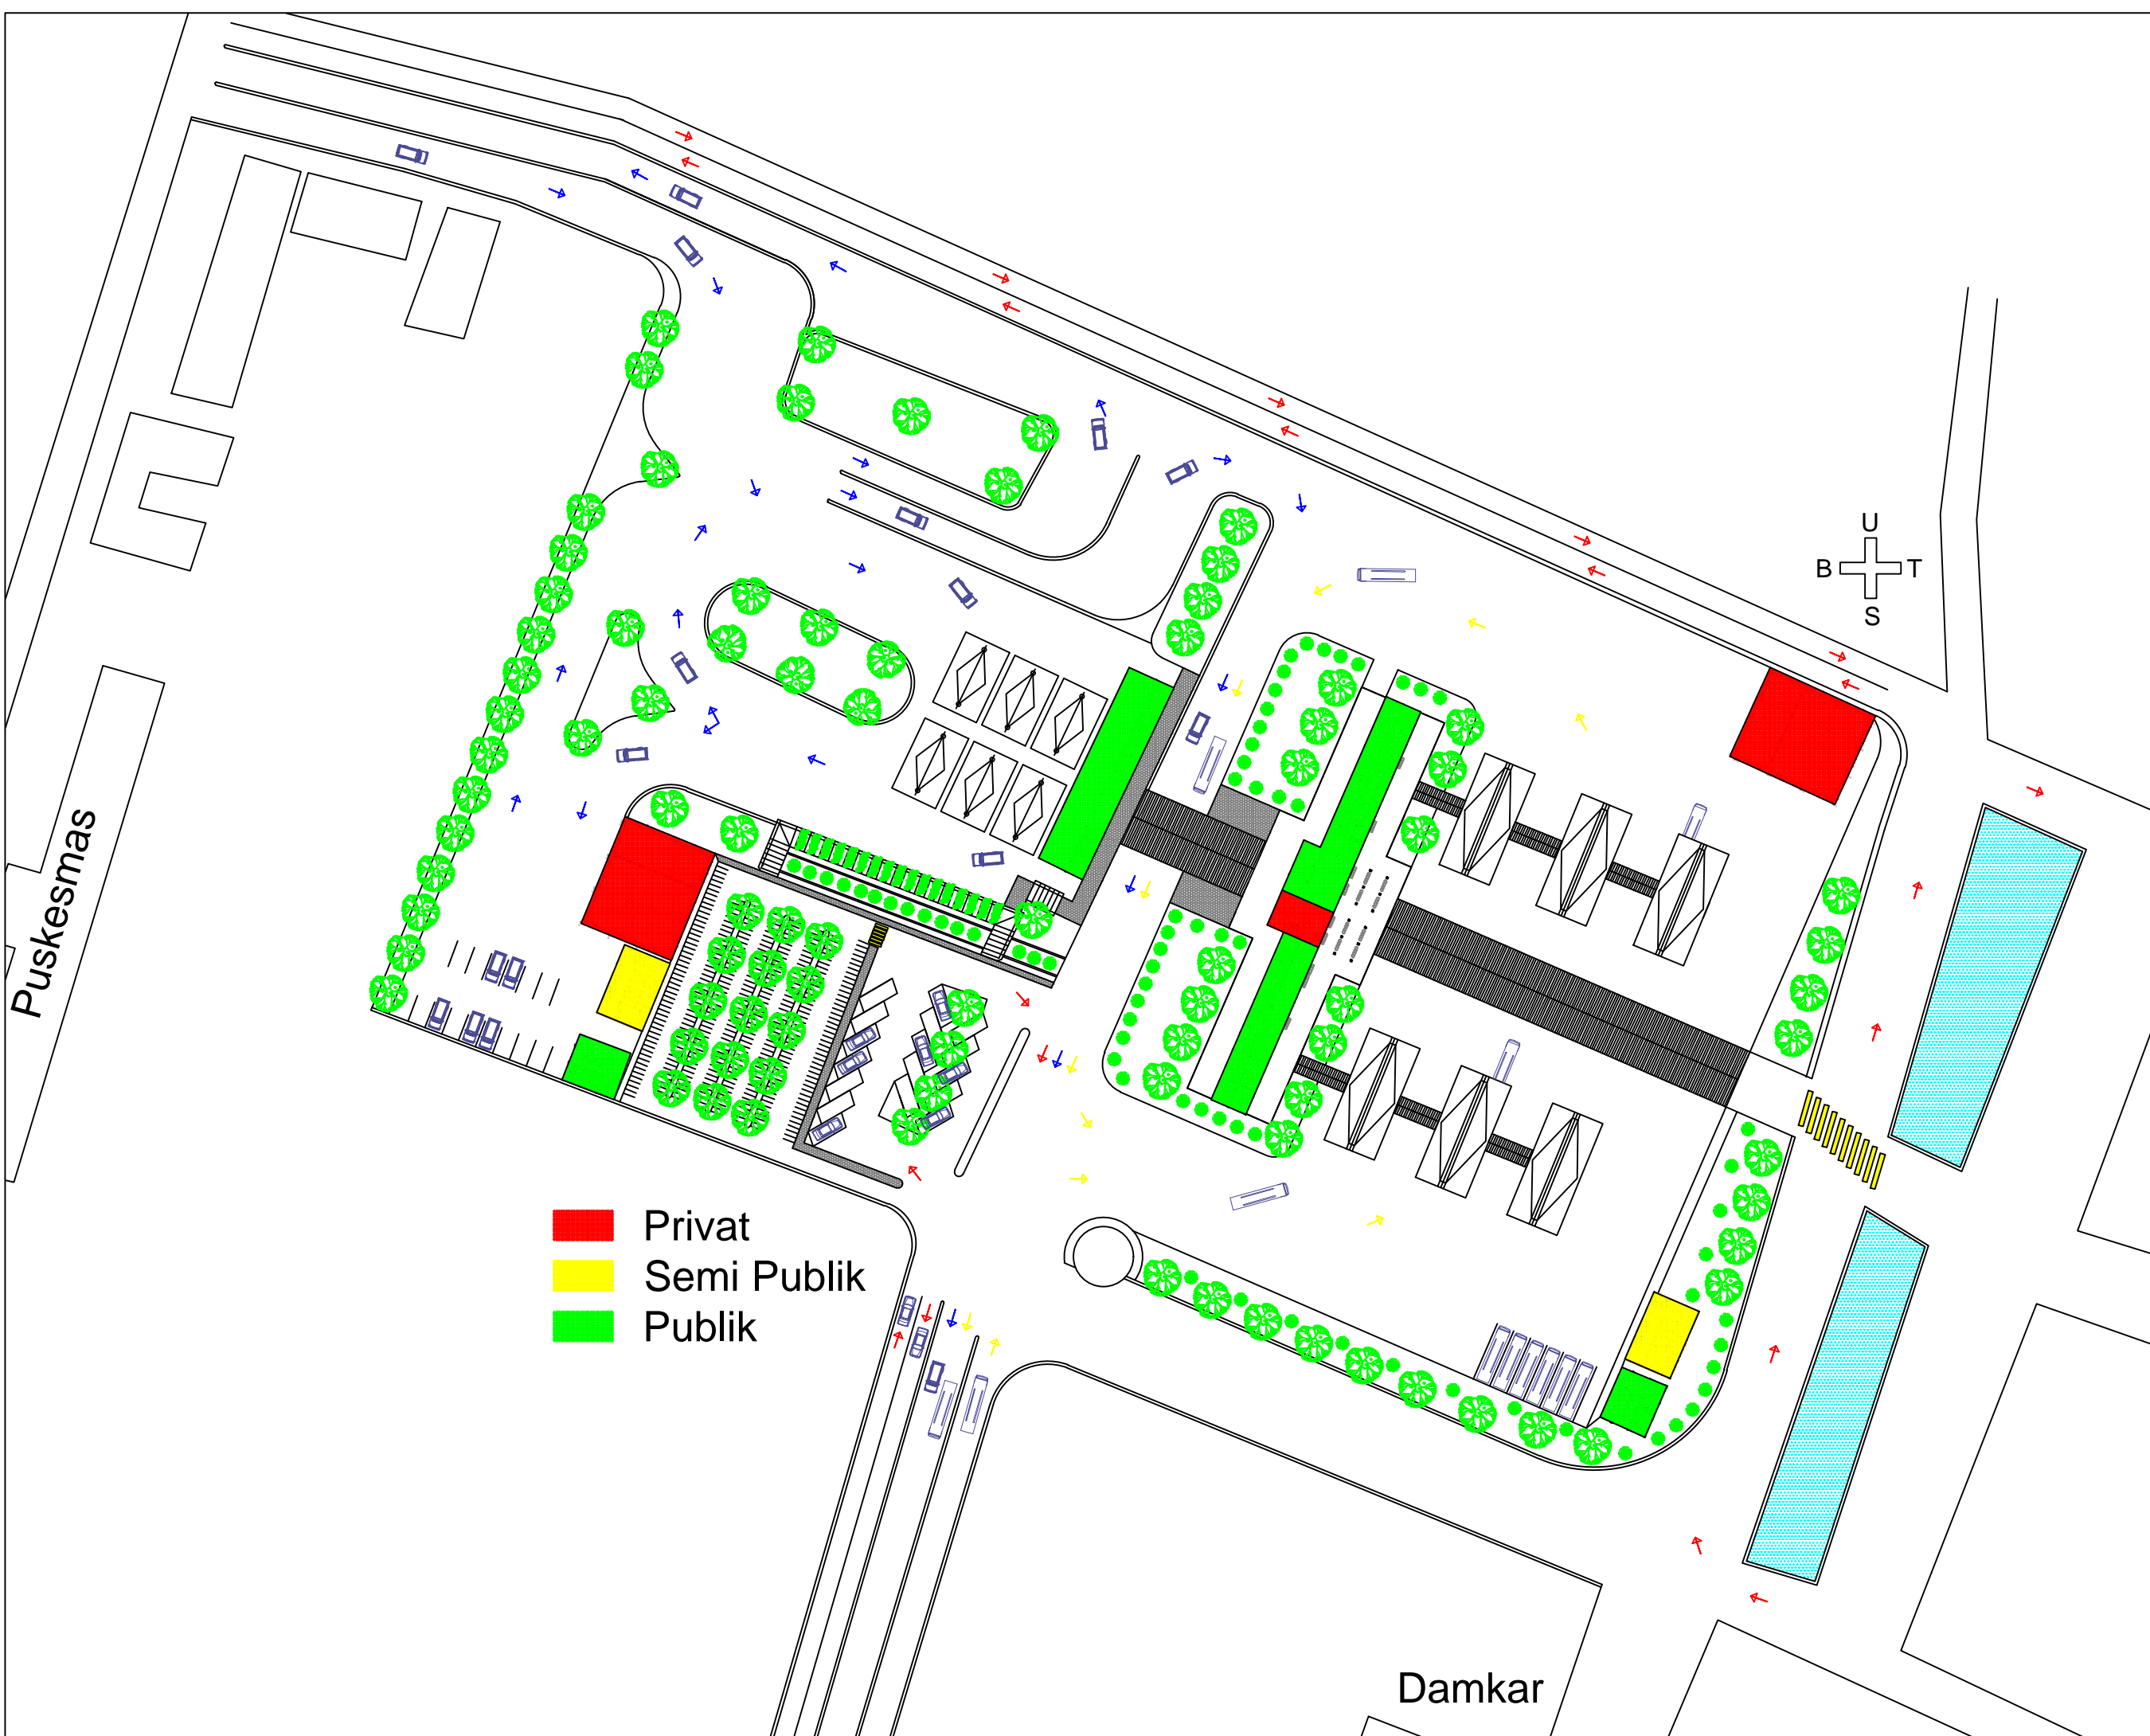 U
B T
S
Puskesmas
Privat
Semi Publik
Publik
Damkar